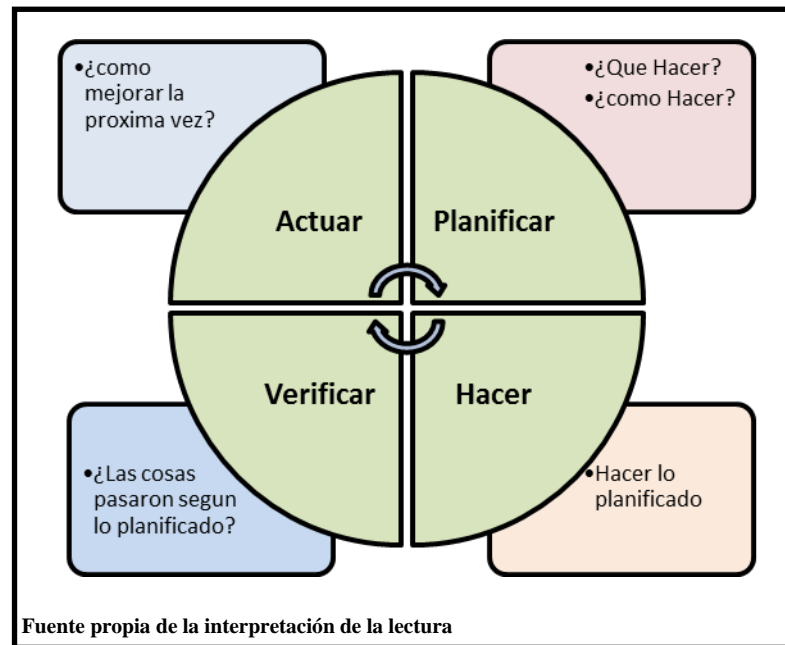 •¿como
mejorar la
proxima vez?
•¿Que Hacer?
•¿como Hacer?
Actuar
Planificar
Verificar
Hacer
•¿Las cosas
pasaron segun
lo planificado?
•Hacer lo
planificado
Fuente propia de la interpretación de la lectura